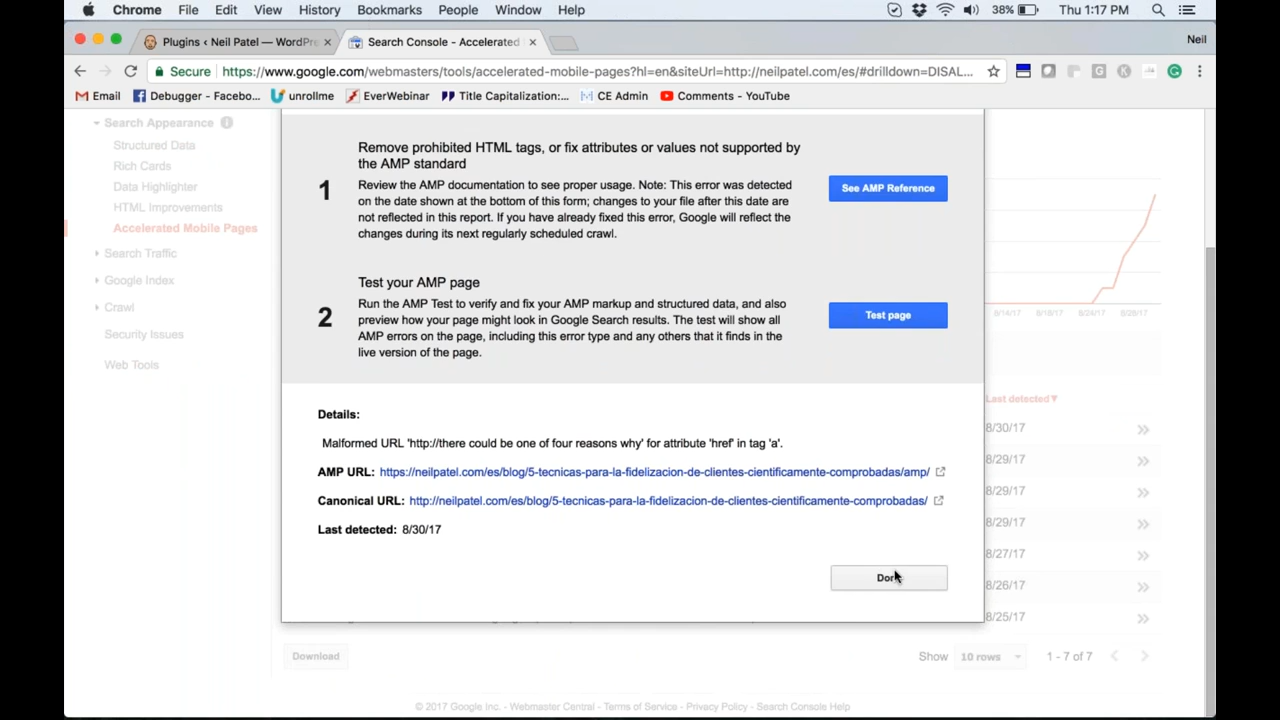 Chrome File Edit View History Bookmarks People Window Help 38% Thu 1:17 PM
Plugins ‹ Neil Patel — WordPre × Search Console - Accelerated × Neil
Secure https://www.google.com/webmasters/tools/accelerated-mobile-pages?hl=en&siteUrl=http://neilpatel.com/es/#drilldown=DISAL...
Email Debugger - Facebo... unrollme EverWebinar Title Capitalization:... CE Admin Comments - YouTube
Search Appearance
Structured Data
Rich Cards
Data Highlighter
HTML Improvements
Accelerated Mobile Pages
Search Traffic
Google Index
Crawl
Security Issues
Web Tools
Remove prohibited HTML tags, or fix attributes or values not supported by
the AMP standard
1
Review the AMP documentation to see proper usage. Note: This error was detected
on the date shown at the bottom of this form; changes to your file after this date are
not reflected in this report. If you have already fixed this error, Google will reflect the
changes during its next regularly scheduled crawl.
See AMP Reference
Test your AMP page
2
Run the AMP Test to verify and fix your AMP markup and structured data, and also
preview how your page might look in Google Search results. The test will show all
AMP errors on the page, including this error type and any others that it finds in the
live version of the page.
Test page
Details:
Malformed URL 'http://there could be one of four reasons why' for attribute 'href' in tag 'a'.
AMP URL: https://neilpatel.com/es/blog/5-tecnicas-para-la-fidelizacion-de-clientes-cientificamente-comprobadas/amp/
Canonical URL: http://neilpatel.com/es/blog/5-tecnicas-para-la-fidelizacion-de-clientes-cientificamente-comprobadas/
Last detected: 8/30/17
Done
8/14/17 8/18/17 8/24/17 8/28/17
Last detected▼
8/30/17
8/29/17
8/29/17
8/29/17
8/27/17
8/26/17
8/25/17
Download
Show 10 rows 1 - 7 of 7
© 2017 Google Inc. - Webmaster Central - Terms of Service - Privacy Policy - Search Console Help